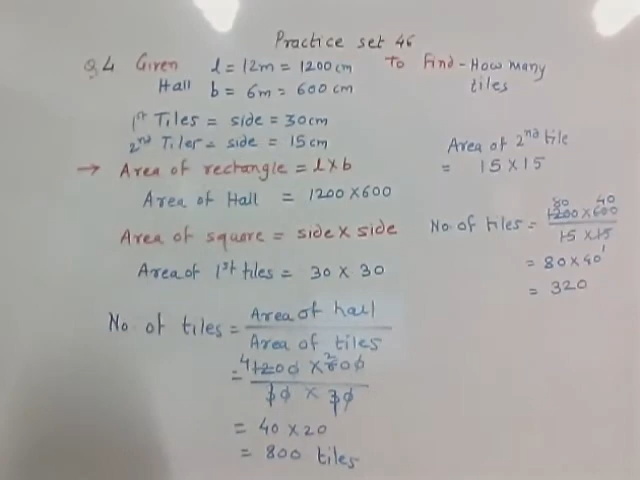 Practice set 46
Q.4 Given l = 12m = 1200 cm To Find - How many
Hall b = 6m = 600 cm tiles
1st Tiles = side = 30cm
2nd Tiles = side = 15cm
→ Area of rectangle = l x b
Area of Hall = 1200 x 600
Area of square = side x side
Area of 1st tiles = 30 x 30
No. of tiles = Area of hall
Area of tiles
= 4 1200 x 2 600
30 x 30
= 40 x 20
= 800 tiles
Area of 2nd tile
= 15 x 15
80 40
No. of tiles = 1200 x 600
15 x 15
= 80 x 40
= 320